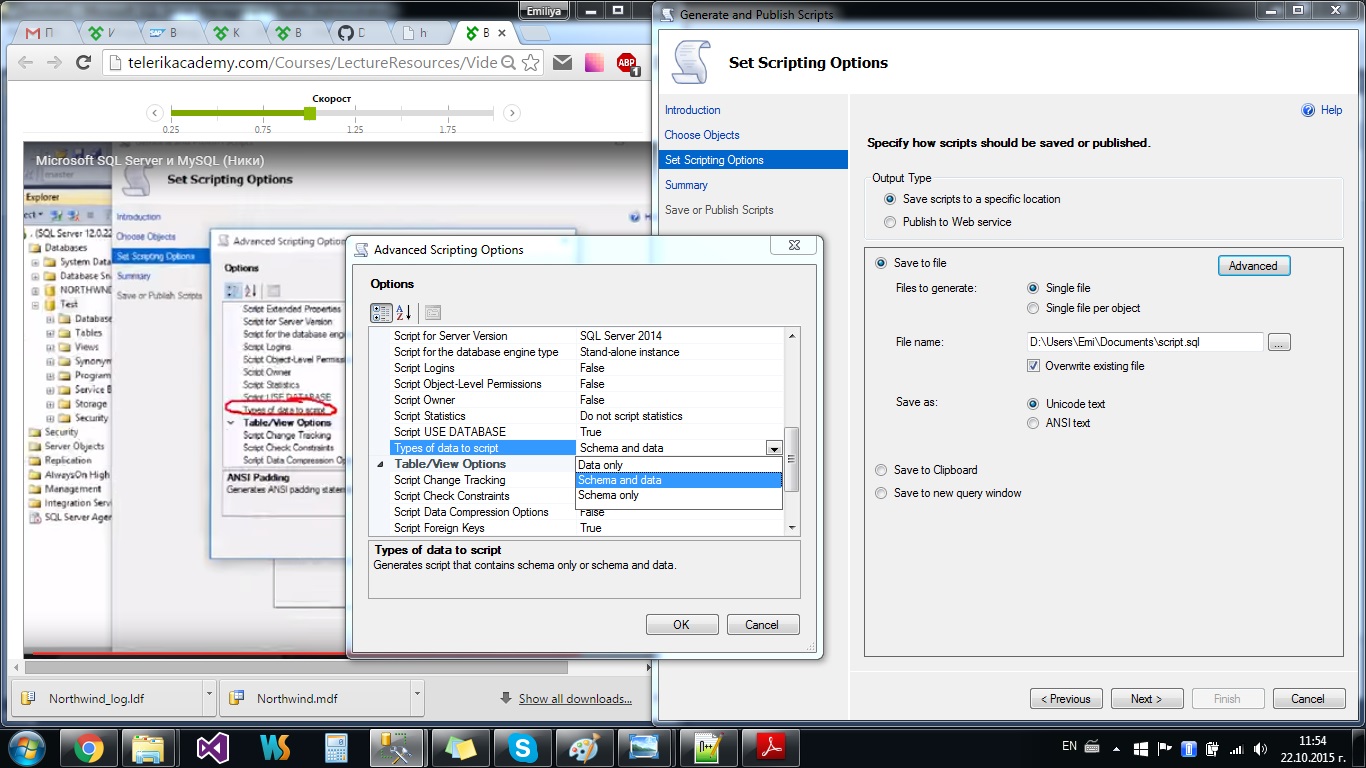 Emiliya
П
И
В
К
В
D
h
B
telerikacademy.com/Courses/LectureResources/Vide
ABP
1
Скорост
0.25
0.75
1.25
1.75
Microsoft SQL Server и MySQL (Ники)
master
Set Scripting Options
Explorer
Introduction
Choose Objects
Set Scripting Options
Summary
Save or Publish Scripts
(SQL Server 12.0.22
Databases
System Data
Database Sn
NORTHWND
Test
Database
Tables
Views
Synonym
Program
Service B
Storage
Security
Security
Server Objects
Replication
AlwaysOn High
Management
Integration Serv
SQL Server Agen
Advanced Scripting Optio
Options
Script Extended Properties
Script for Server Version
Script for the database eng
Script Logins
Script Object-Level Permiss
Script Owner
Script Statistics
Script USE DATABASE
Types of data to script
Table/View Options
Script Change Tracking
Script Check Constraints
Script Data Compression Op
ANSI Padding
Generates ANSI padding statem
Advanced Scripting Options
Options
Script for Server Version SQL Server 2014
Script for the database engine type Stand-alone instance
Script Logins False
Script Object-Level Permissions False
Script Owner False
Script Statistics Do not script statistics
Script USE DATABASE True
Types of data to script Schema and data
Table/View Options Data only
Script Change Tracking Schema and data
Script Check Constraints Schema only
Script Data Compression Options False
Script Foreign Keys True
Types of data to script
Generates script that contains schema only or schema and data.
OK Cancel
Northwind_log.ldf
Northwind.mdf
Show all downloads...
Generate and Publish Scripts
Set Scripting Options
Introduction
Choose Objects
Set Scripting Options
Summary
Save or Publish Scripts
Help
Specify how scripts should be saved or published.
Output Type
Save scripts to a specific location
Publish to Web service
Save to file
Advanced
Files to generate: Single file
Single file per object
File name: D:\Users\Emi\Documents\script.sql ...
Overwrite existing file
Save as: Unicode text
ANSI text
Save to Clipboard
Save to new query window
< Previous Next > Finish Cancel
EN
11:54
22.10.2015 г.